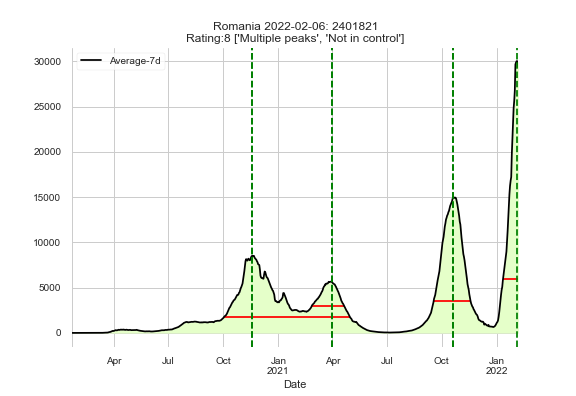 Romania 2022-02-06: 2401821
Rating:8 ['Multiple peaks', 'Not in control']
Average-7d
30000
25000
20000
15000
10000
5000
0
Apr Jul Oct Jan Apr Jul Oct Jan
2021 2022
Date